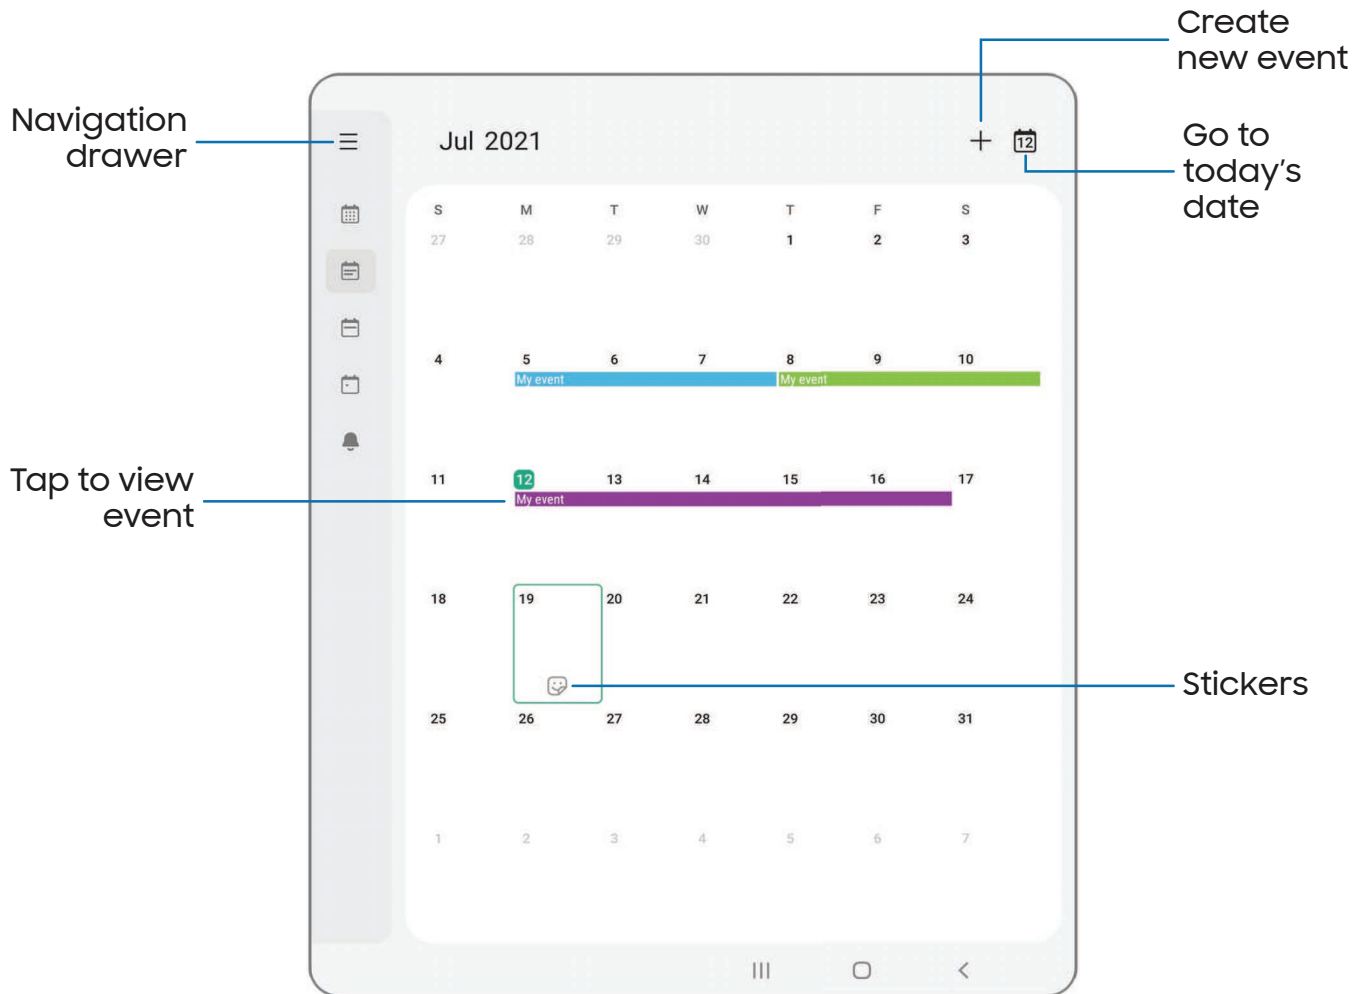 Create
new event
Navigation
drawer
Jul 2021
12
Go to
today's
date
S M T W T F S
27 28 29 30 1 2 3
4 5 6 7 8 9 10
My event My event
Tap to view
event
11 12 13 14 15 16 17
My event
18 19 20 21 22 23 24
Stickers
25 26 27 28 29 30 31
1 2 3 4 5 6 7